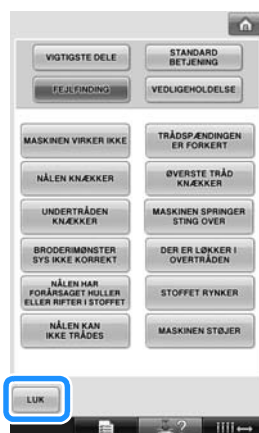 VIGTIGSTE DELE
STANDARD
BETJENING
FEJLFINDING
VEDLIGEHOLDELSE
MASKINEN VIRKER IKKE
TRÅDSPÆNDINGEN
ER FORKERT
NÅLEN KNÆKKER
ØVERSTE TRÅD
KNÆKKER
UNDERTRÅDEN
KNÆKKER
MASKINEN SPRINGER
STING OVER
BRODERIMØNSTER
SYS IKKE KORREKT
DER ER LØKKER I
OVERTRÅDEN
NÅLEN HAR
FORÅRSAGET HULLER
ELLER RIFTER I STOFFET
STOFFET RYNKER
NÅLEN KAN
IKKE TRÅDES
MASKINEN STØJER
LUK
?